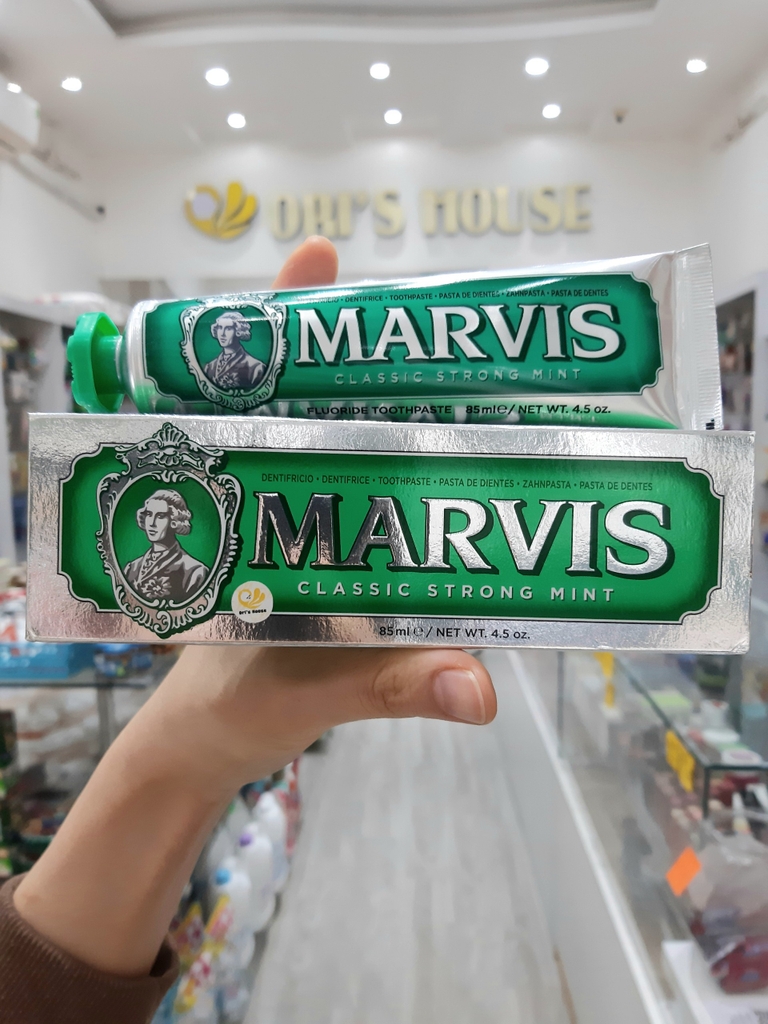 ORI'S HOUSE
DENTIFRICE • TOOTHPASTE • PASTA DE DIENTES • ZAHNPASTA • PASTA DE DENTES
MARVIS
CLASSIC STRONG MINT
FLUORIDE TOOTHPASTE 85ml e / NET WT. 4.5 oz.
DENTIFRICIO • DENTIFRICE • TOOTHPASTE • PASTA DE DIENTES • ZAHNPASTA • PASTA DE DENTES
MARVIS
CLASSIC STRONG MINT
Ori's House
85ml e / NET WT. 4.5 oz.